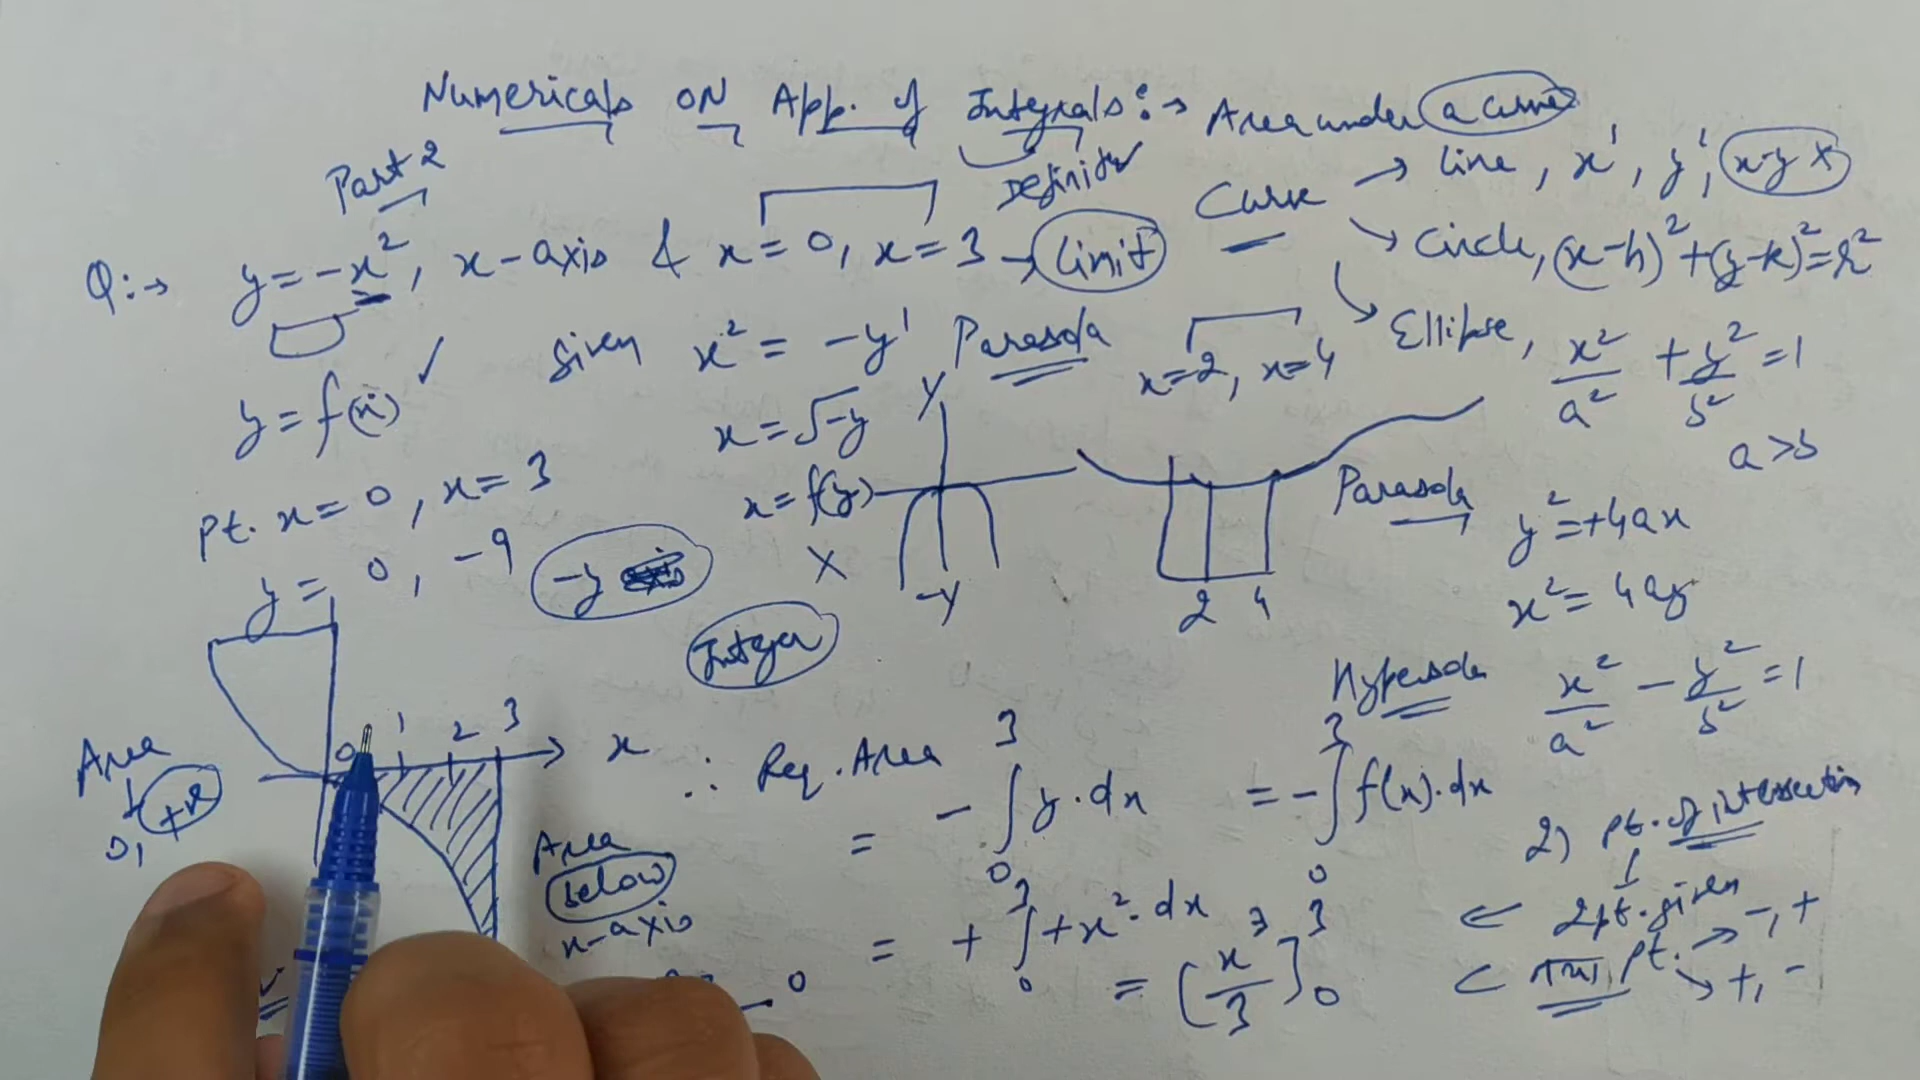 Numericals ON App. of Integrals :→ Area under a curve
Part 2
Definite ✓
Curve → line, x', y', x-y x
Q:→ y = -x², x-axis & x = 0, x = 3 → limit
→ Circle, (x-h)² + (y-k)² = r²
→ Ellipse, x²/a² + y²/b² = 1
a > b
y = f(x) ✓
given x² = -y' Parabola
x = √-y
x = f(y)
X
Y
-Y
x = 2, x = 4
2 4
Parabola y² = +4ax
x² = 4ay
Pt. x = 0, x = 3
y = 0, -9
-y
Integer
Hyperbola x²/a² - y²/b² = 1
Area
0, +ve
0 1 2 3 x
Area
below
x-axis
∴ Req. Area
= - ∫₀³ y.dx = - ∫₀³ f(x).dx
= + ∫₀³ +x².dx
= [x³/3]₀³
0
2) pt. of intersection
⇐ 2 pt. given → -, +
pt. → +, -